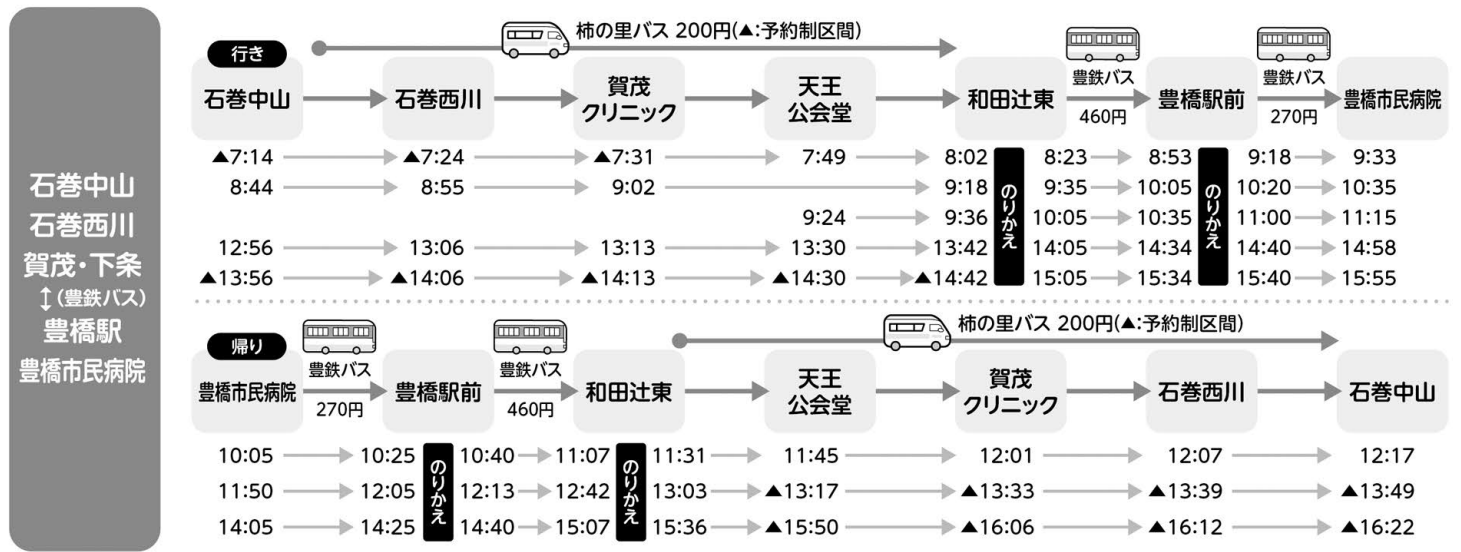 石巻中山
石巻西川
賀茂・下条
↕(豊鉄バス)
豊橋駅
豊橋市民病院
行き
柿の里バス 200円(▲:予約制区間)
石巻中山
石巻西川
賀茂
クリニック
天王
公会堂
和田辻東
豊鉄バス
460円
豊橋駅前
豊鉄バス
270円
豊橋市民病院
▲7:14 ▲7:24 ▲7:31 7:49 8:02 8:23 8:53 9:18 9:33
8:44 8:55 9:02 9:18 9:35 10:05 10:20 10:35
9:24 9:36 10:05 10:35 11:00 11:15
12:56 13:06 13:13 13:30 13:42 14:05 14:34 14:40 14:58
▲13:56 ▲14:06 ▲14:13 ▲14:30 ▲14:42 15:05 15:34 15:40 15:55
のりかえ
のりかえ
帰り
柿の里バス 200円(▲:予約制区間)
豊橋市民病院
豊鉄バス
270円
豊橋駅前
豊鉄バス
460円
和田辻東
天王
公会堂
賀茂
クリニック
石巻西川
石巻中山
10:05 10:25 10:40 11:07 11:31 11:45 12:01 12:07 12:17
11:50 12:05 12:13 12:42 13:03 ▲13:17 ▲13:33 ▲13:39 ▲13:49
14:05 14:25 14:40 15:07 15:36 ▲15:50 ▲16:06 ▲16:12 ▲16:22
のりかえ
のりかえ